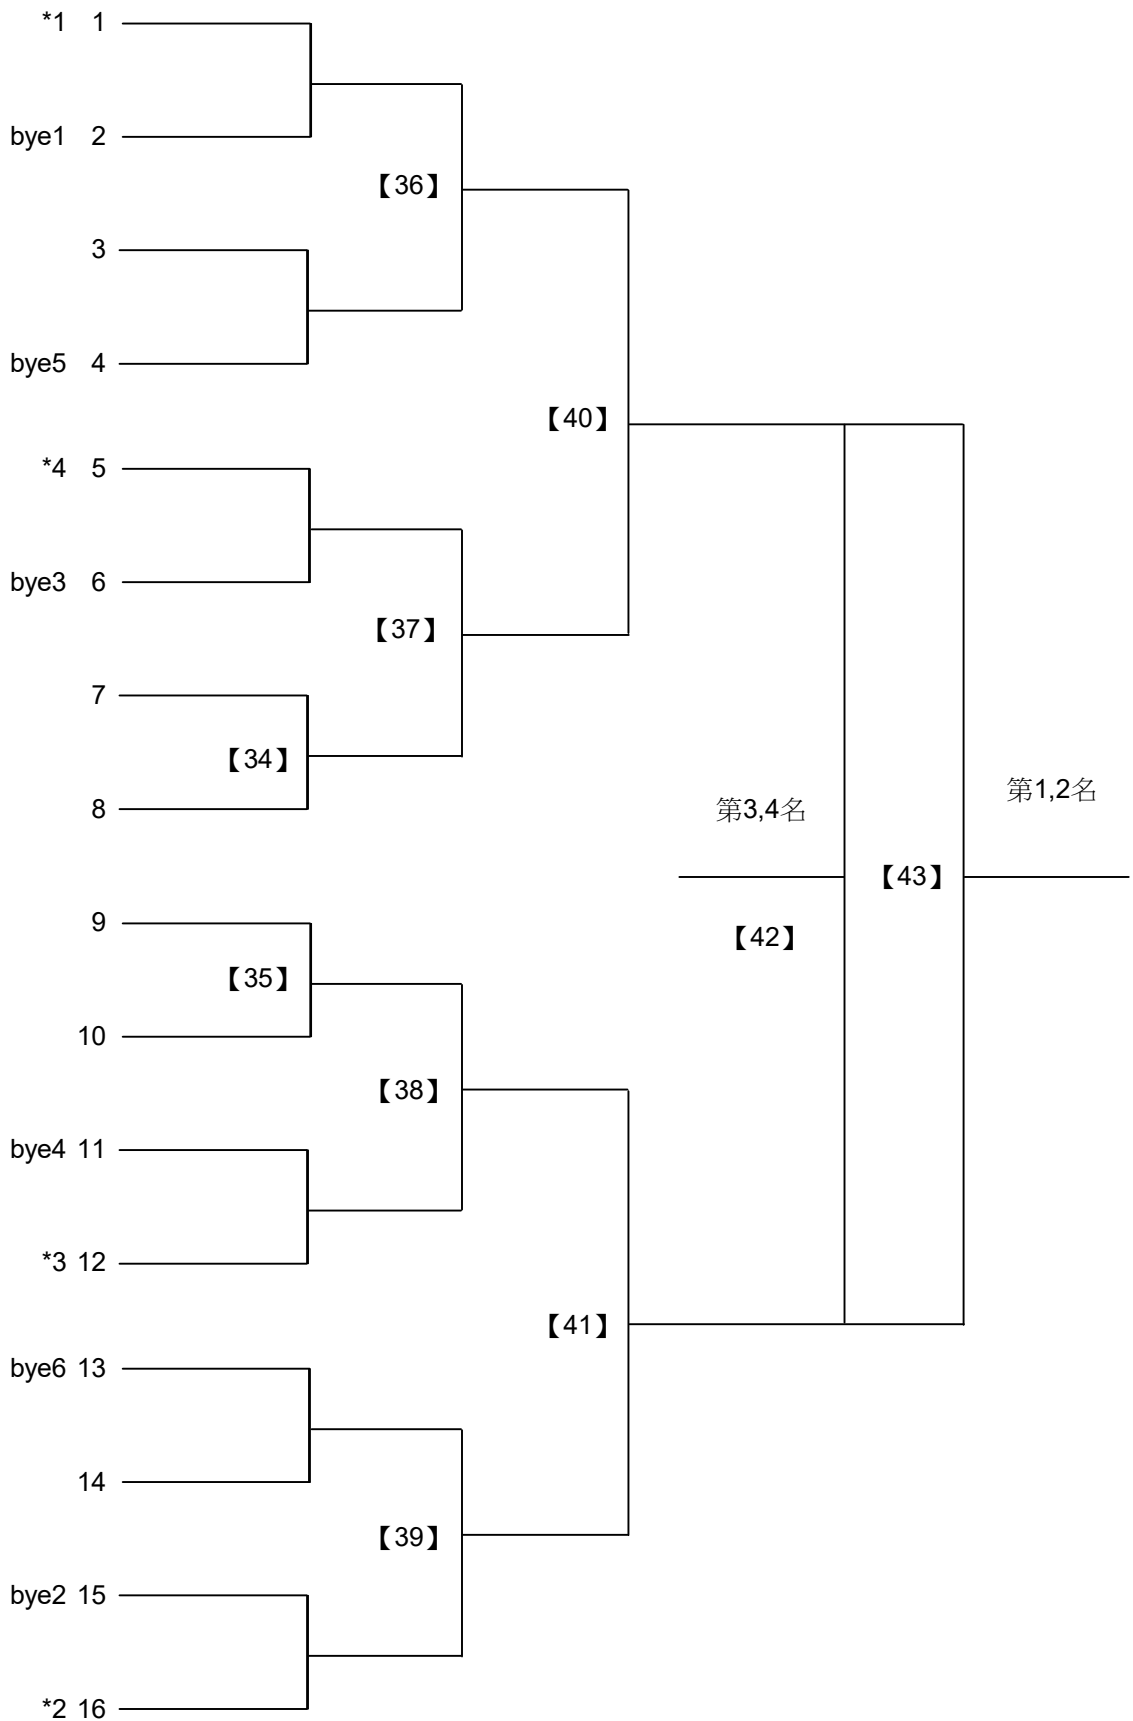 *1 1
bye1 2
【36】
3
bye5 4
【40】
*4 5
bye3 6
【37】
7
【34】
8
第1,2名
第3,4名
【43】
9
【42】
【35】
10
【38】
bye4 11
*3 12
【41】
bye6 13
14
【39】
bye2 15
*2 16